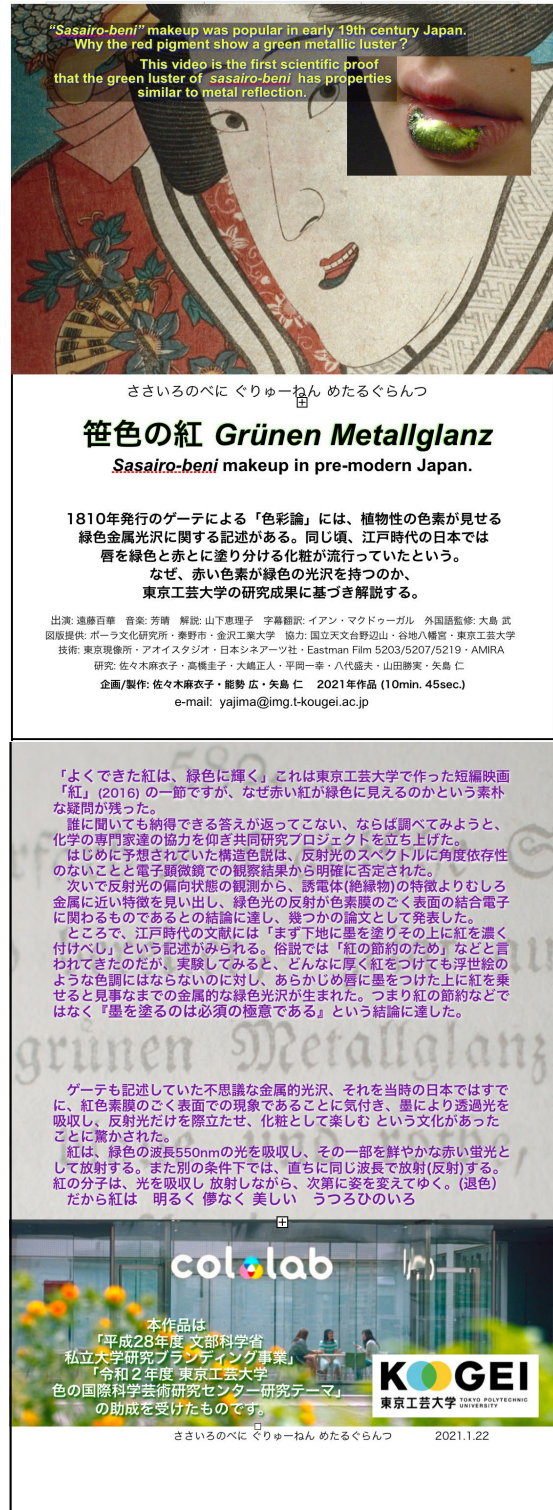 “Sasairo-beni” makeup was popular in early 19th century Japan.
Why the red pigment show a green metallic luster？
This video is the first scientific proof
that the green luster of sasairo-beni has properties
similar to metal reflection.
ささいろのべに ぐりゅーねん めたるぐらんつ
笹色の紅 Grünen Metallglanz
Sasairo-beni makeup in pre-modern Japan.
1810年発行のゲーテによる「色彩論」には、植物性の色素が見せる
緑色金属光沢に関する記述がある。同じ頃、江戸時代の日本では
唇を緑色と赤とに塗り分ける化粧が流行っていたという。
なぜ、赤い色素が緑色の光沢を持つのか、
東京工芸大学の研究成果に基づき解説する。
出演: 遠藤百華　音楽: 芳晴　解説: 山下恵理子　字幕翻訳: イアン・マクドゥーガル　外国語監修: 大島 武
図版提供: ポーラ文化研究所・秦野市・金沢工業大学　協力: 国立天文台野辺山・谷地八幡宮・東京工芸大学
技術: 東京現像所・アオイスタジオ・日本シネアーツ社・Eastman Film 5203/5207/5219・AMIRA
研究: 佐々木麻衣子・高橋圭子・大嶋正人・平岡一幸・八代盛夫・山田勝実・矢島 仁
企画/製作: 佐々木麻衣子・能勢 広・矢島 仁　2021年作品 (10min. 45sec.)
e-mail: yajima@img.t-kougei.ac.jp
「よくできた紅は、緑色に輝く」これは東京工芸大学で作った短編映画
「紅」(2016) の一節ですが、なぜ赤い紅が緑色に見えるのかという素朴
な疑問が残った。
　誰に聞いても納得できる答えが返ってこない、ならば調べてみようと、
化学の専門家達の協力を仰ぎ共同研究プロジェクトを立ち上げた。
　はじめに予想されていた構造色説は、反射光のスペクトルに角度依存性
のないことと電子顕微鏡での観察結果から明確に否定された。
　次いで反射光の偏向状態の観測から、誘電体(絶縁物)の特徴よりむしろ
金属に近い特徴を見い出し、緑色光の反射が色素膜のごく表面の結合電子
に関わるものであるとの結論に達し、幾つかの論文として発表した。
　ところで、江戸時代の文献には「まず下地に墨を塗りその上に紅を濃く
付けべし」という記述がみられる。俗説では「紅の節約のため」などと言
われてきたのだが、実験してみると、どんなに厚く紅をつけても浮世絵の
ような色調にはならないのに対し、あらかじめ唇に墨をつけた上に紅を乗
せると見事なまでの金属的な緑色光沢が生まれた。つまり紅の節約などで
はなく『墨を塗るのは必須の極意である』という結論に達した。
grünen Metallglanz
　ゲーテも記述していた不思議な金属的光沢、それを当時の日本ではすで
に、紅色素膜のごく表面での現象であることに気付き、墨により透過光を
吸収し、反射光だけを際立たせ、化粧として楽しむ という文化があった
ことに驚かされた。
　紅は、緑色の波長550nmの光を吸収し、その一部を鮮やかな赤い蛍光と
して放射する。また別の条件下では、直ちに同じ波長で放射(反射)する。
紅の分子は、光を吸収し 放射しながら、次第に姿を変えてゆく。(退色）
　だから紅は　明るく 儚なく 美しい　うつろひのいろ
col.lab
本作品は
「平成28年度 文部科学省
私立大学研究ブランディング事業」
「令和２年度 東京工芸大学
色の国際科学芸術研究センター研究テーマ」
の助成を受けたものです。
KOGEI
東京工芸大学 TOKYO POLYTECHNIC UNIVERSITY
ささいろのべに ぐりゅーねん めたるぐらんつ　2021.1.22